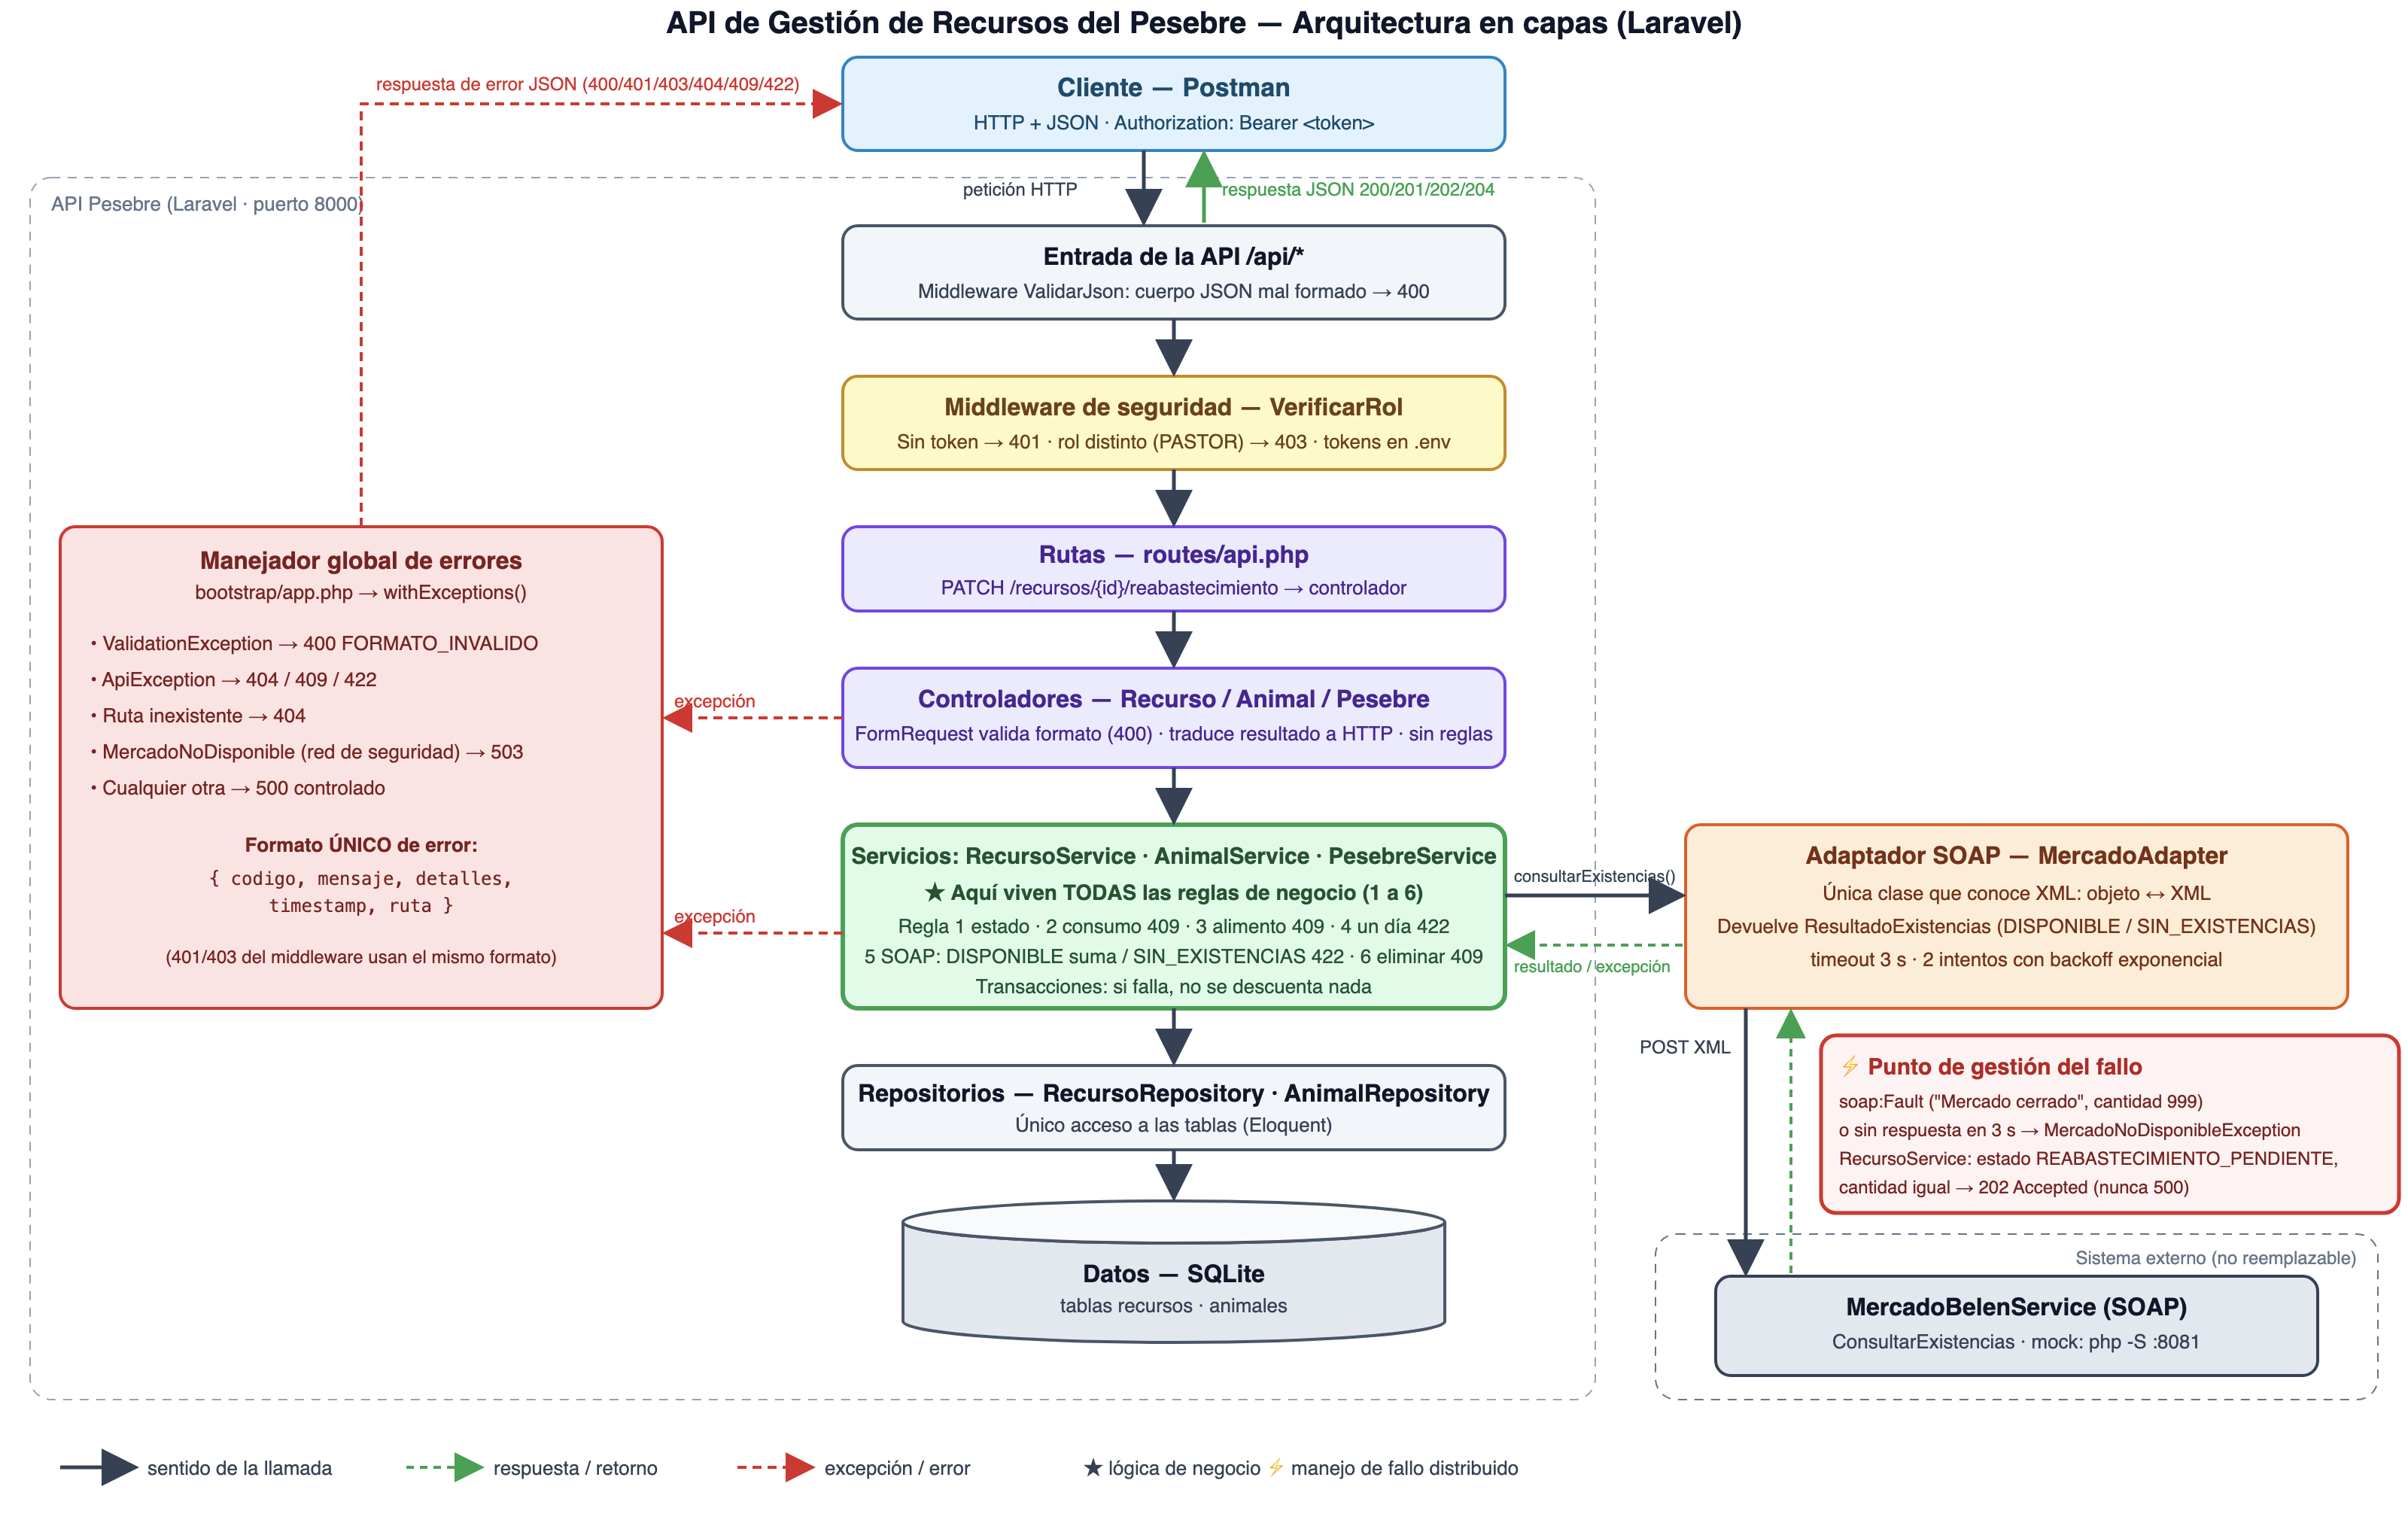 API de Gestión de Recursos del Pesebre — Arquitectura en capas (Laravel)
respuesta de error JSON (400/401/403/404/409/422)
Cliente — Postman
HTTP + JSON · Authorization: Bearer <token>
petición HTTP
respuesta JSON 200/201/202/204
API Pesebre (Laravel · puerto 8000)
Entrada de la API /api/*
Middleware ValidarJson: cuerpo JSON mal formado → 400
Middleware de seguridad — VerificarRol
Sin token → 401 · rol distinto (PASTOR) → 403 · tokens en .env
Rutas — routes/api.php
PATCH /recursos/{id}/reabastecimiento → controlador
Manejador global de errores
bootstrap/app.php → withExceptions()
• ValidationException → 400 FORMATO_INVALIDO
• ApiException → 404 / 409 / 422
• Ruta inexistente → 404
• MercadoNoDisponible (red de seguridad) → 503
• Cualquier otra → 500 controlado
Formato ÚNICO de error:
{ codigo, mensaje, detalles,
timestamp, ruta }
(401/403 del middleware usan el mismo formato)
excepción
Controladores — Recurso / Animal / Pesebre
FormRequest valida formato (400) · traduce resultado a HTTP · sin reglas
excepción
Servicios: RecursoService · AnimalService · PesebreService
★ Aquí viven TODAS las reglas de negocio (1 a 6)
Regla 1 estado · 2 consumo 409 · 3 alimento 409 · 4 un día 422
5 SOAP: DISPONIBLE suma / SIN_EXISTENCIAS 422 · 6 eliminar 409
Transacciones: si falla, no se descuenta nada
consultarExistencias()
resultado / excepción
Adaptador SOAP — MercadoAdapter
Única clase que conoce XML: objeto ↔ XML
Devuelve ResultadoExistencias (DISPONIBLE / SIN_EXISTENCIAS)
timeout 3 s · 2 intentos con backoff exponencial
POST XML
⚡ Punto de gestión del fallo
soap:Fault ("Mercado cerrado", cantidad 999)
o sin respuesta en 3 s → MercadoNoDisponibleException
RecursoService: estado REABASTECIMIENTO_PENDIENTE,
cantidad igual → 202 Accepted (nunca 500)
Repositorios — RecursoRepository · AnimalRepository
Único acceso a las tablas (Eloquent)
Datos — SQLite
tablas recursos · animales
Sistema externo (no reemplazable)
MercadoBelenService (SOAP)
ConsultarExistencias · mock: php -S :8081
sentido de la llamada
respuesta / retorno
excepción / error
★ lógica de negocio ⚡ manejo de fallo distribuido